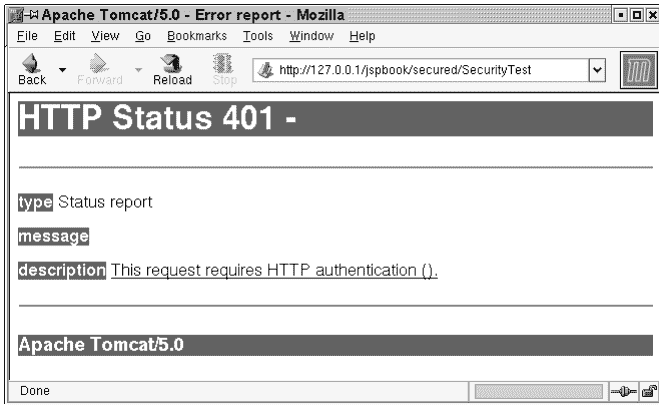 Apache Tomcat/5.0 - Error report - Mozilla
File Edit View Go Bookmarks Tools Window Help
Back Forward Reload Stop http://127.0.0.1/jspbook/secured/SecurityTest
HTTP Status 401 -
type Status report
message
description This request requires HTTP authentication ().
Apache Tomcat/5.0
Done